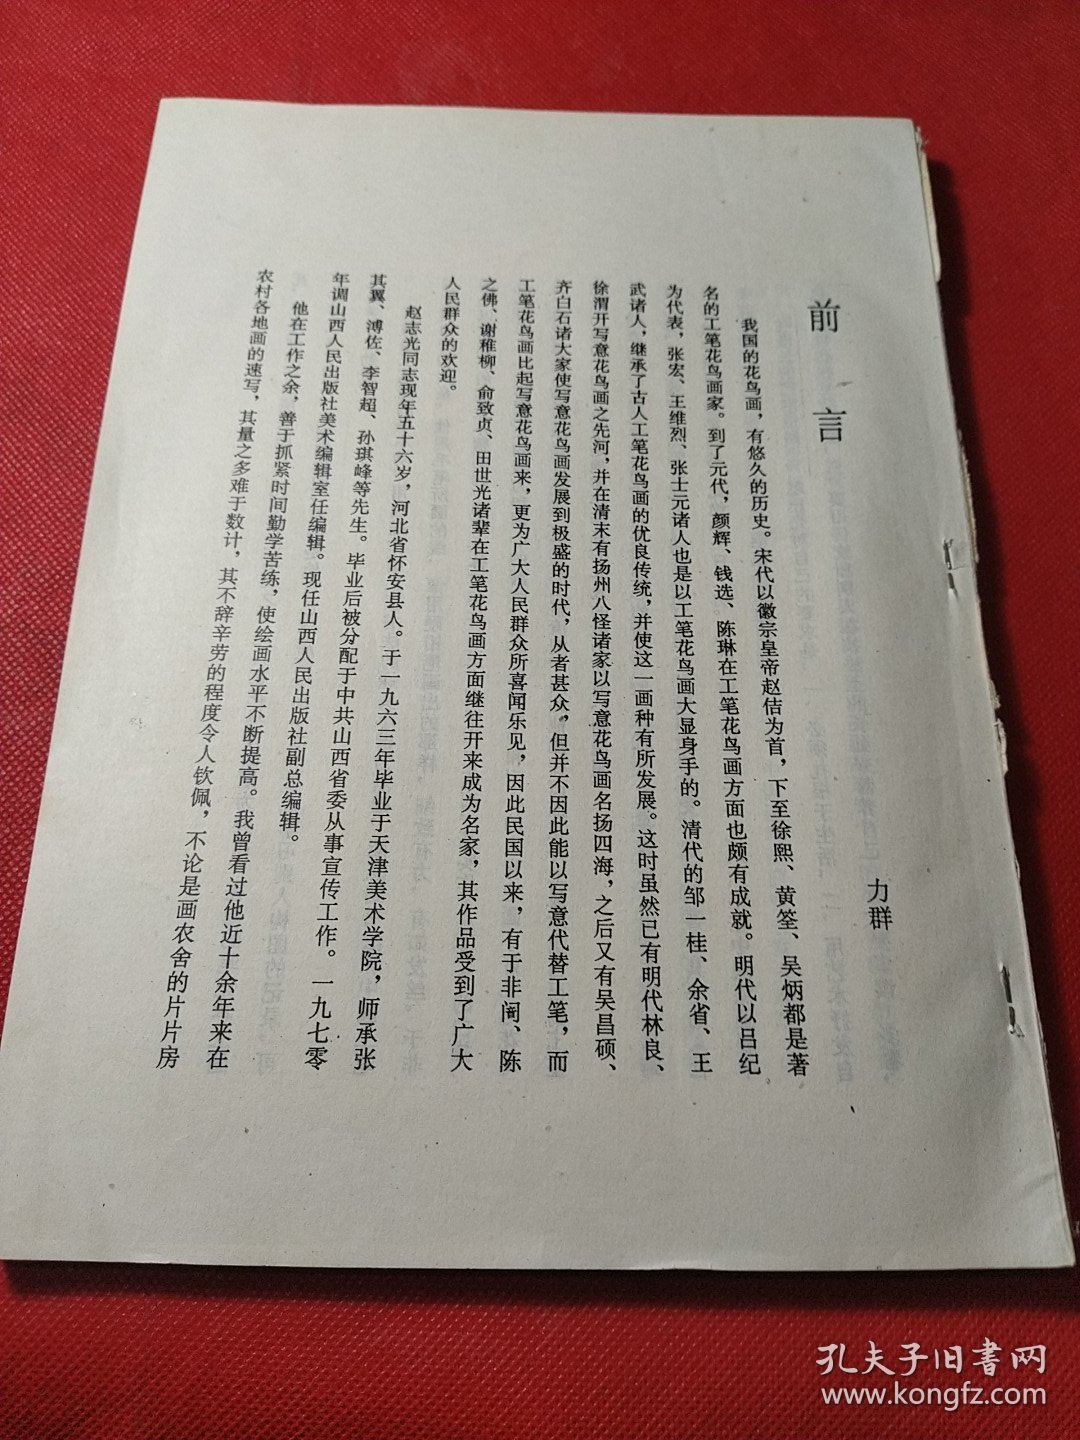 前言
力群
我国的花鸟画，有悠久的历史。宋代以徽宗皇帝赵佶为首，下至徐熙、黄筌、吴炳都是著
名的工笔花鸟画家。到了元代，颜辉、钱选、陈琳在工笔花鸟画方面也颇有成就。明代以吕纪
为代表，张宏、王维烈、张士元诸人也是以工笔花鸟画大显身手的。清代的邹一桂、余省、王
武诸人，继承了古人工笔花鸟画的优良传统，并使这一画种有所发展。这时虽然已有明代林良、
徐渭开写意花鸟画之先河，并在清末有扬州八怪诸家以写意花鸟画名扬四海，之后又有吴昌硕、
齐白石诸大家使写意花鸟画发展到极盛的时代，从者甚众。但并不因此能以写意代替工笔，而
工笔花鸟画比起写意花鸟画来，更为广大人民群众所喜闻乐见，因此民国以来，有于非闇、陈
之佛、谢稚柳、俞致贞、田世光诸辈在工笔花鸟画方面继往开来成为名家，其作品受到了广大
人民群众的欢迎。
赵志光同志现年五十六岁，河北省怀安县人。于一九六三年毕业于天津美术学院，师承张
其翼、溥佐、李智超、孙琪峰等先生。毕业后被分配于中共山西省委从事宣传工作。一九七零
年调山西人民出版社美术编辑室任编辑。现任山西人民出版社副总编辑。
他在工作之余，善于抓紧时间勤学苦练，使绘画水平不断提高。我曾看过他近十余年来在
农村各地画的速写，其量之多难于数计，其不辞辛劳的程度令人钦佩，不论是画农舍的片片房
孔夫子旧书网
www.kongfz.com